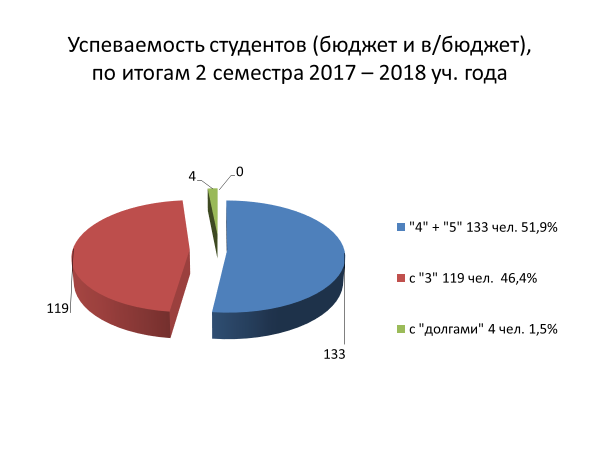 Успеваемость студентов (бюджет и в/бюджет),
по итогам 2 семестра 2017 – 2018 уч. года
4
0
119
133
"4" + "5" 133 чел. 51,9%
с "3" 119 чел.  46,4%
с "долгами" 4 чел. 1,5%